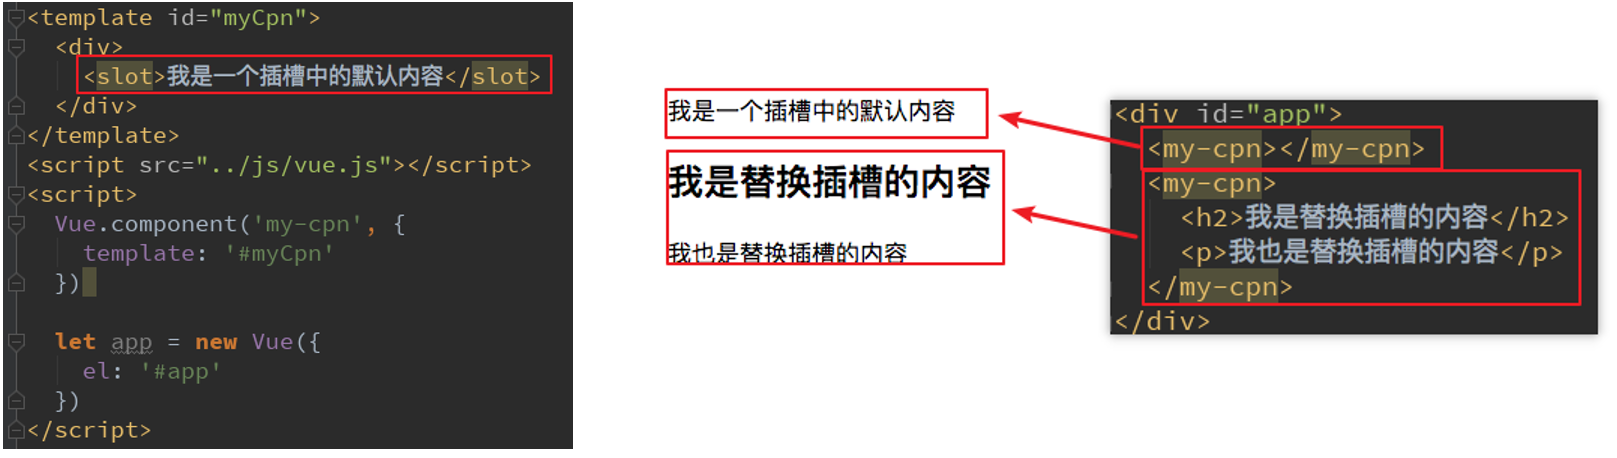 <template id="myCpn">
<div>
<slot>我是一个插槽中的默认内容</slot>
</div>
</template>
<script src="../js/vue.js"></script>
<script>
Vue.component('my-cpn', {
template: '#myCpn'
})
let app = new Vue({
el: '#app'
})
</script>
我是一个插槽中的默认内容
我是替换插槽的内容
我也是替换插槽的内容
<div id="app">
<my-cpn></my-cpn>
<my-cpn>
<h2>我是替换插槽的内容</h2>
<p>我也是替换插槽的内容</p>
</my-cpn>
</div>